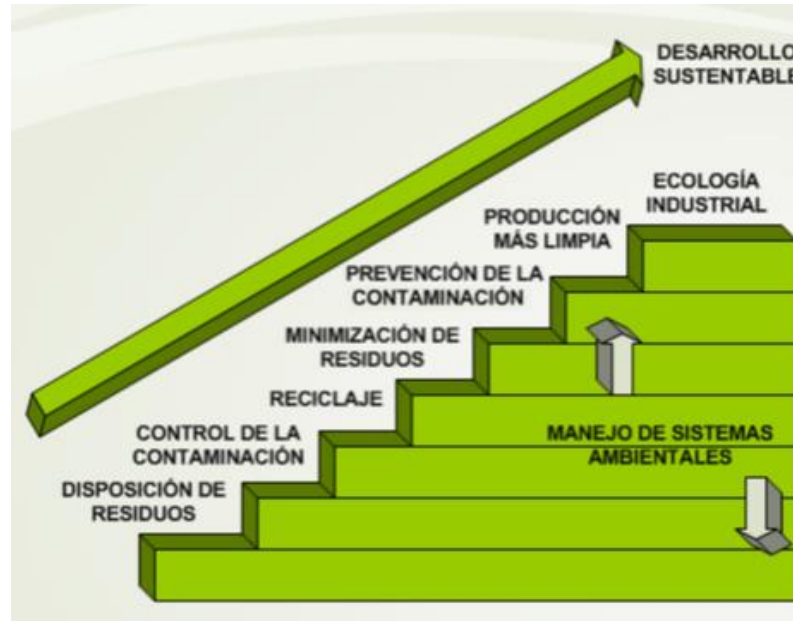 DESARROLLO
SUSTENTABLE
ECOLOGÍA
INDUSTRIAL
PRODUCCIÓN
MÁS LIMPIA
PREVENCIÓN DE LA
CONTAMINACIÓN
MINIMIZACIÓN DE
RESIDUOS
RECICLAJE
CONTROL DE LA
CONTAMINACIÓN
MANEJO DE SISTEMAS
AMBIENTALES
DISPOSICIÓN DE
RESIDUOS